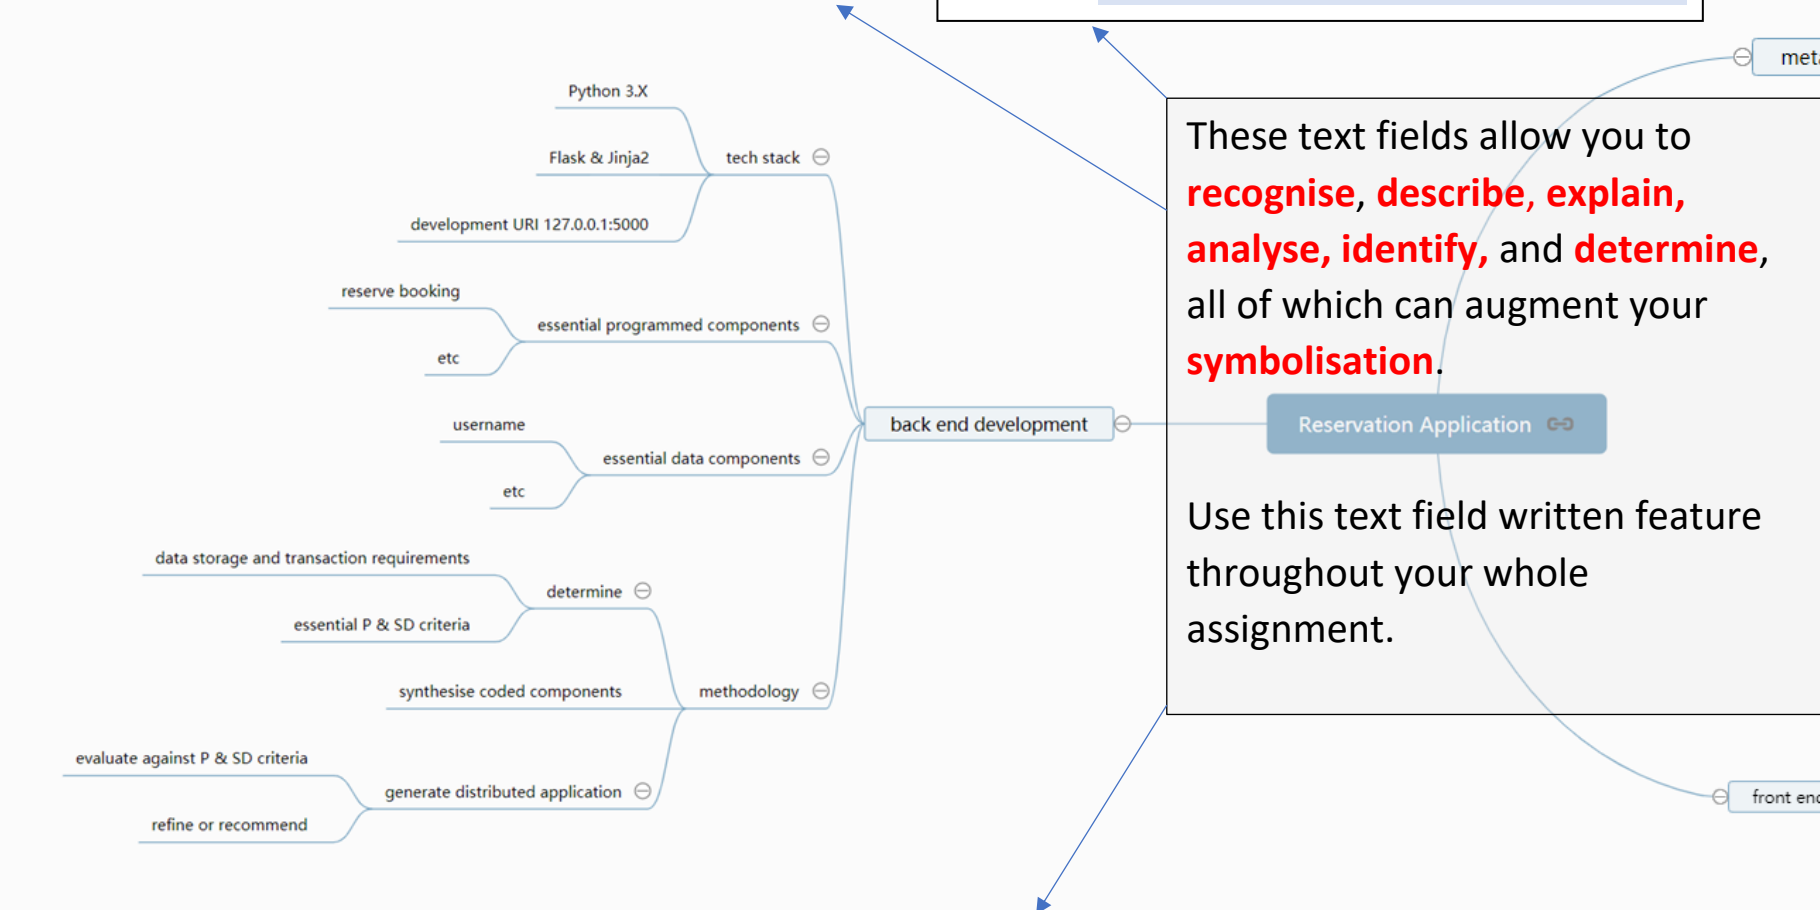 meta
Python 3.X
Flask & Jinja2
tech stack
development URI 127.0.0.1:5000
reserve booking
essential programmed components
etc
username
essential data components
etc
back end development
data storage and transaction requirements
determine
essential P & SD criteria
synthesise coded components
methodology
evaluate against P & SD criteria
generate distributed application
refine or recommend
These text fields allow you to
recognise, describe, explain,
analyse, identify, and determine,
all of which can augment your
symbolisation.
Reservation Application
Use this text field written feature
throughout your whole
assignment.
front end